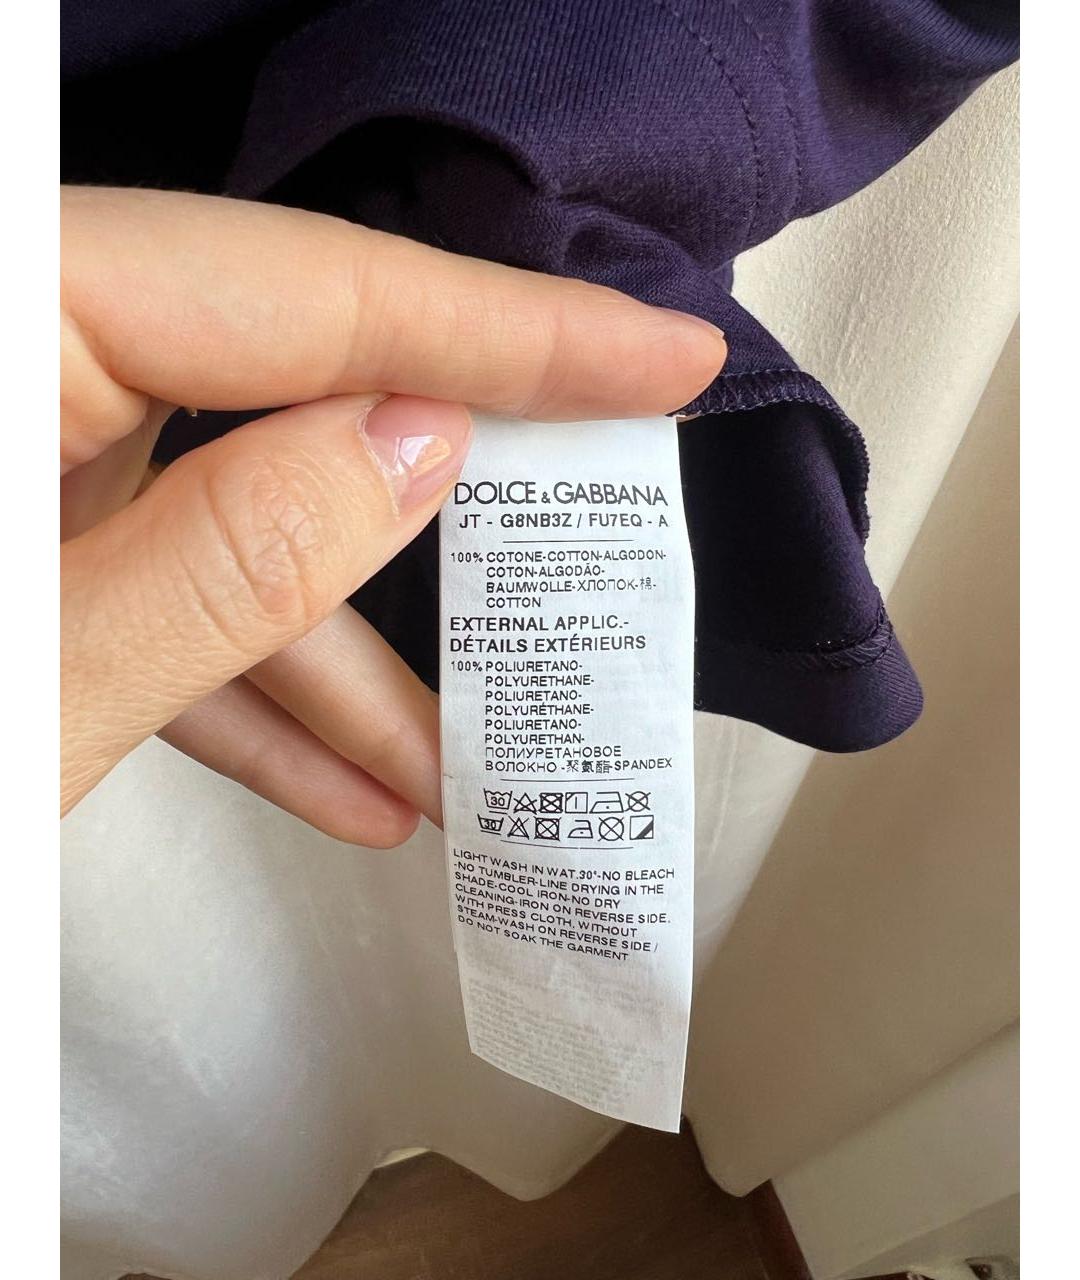 DOLCE & GABBANA
JT - G8NB3Z / FU7EQ - A
100% COTONE-COTTON-ALGODON-
COTON-ALGODÃO-
BAUMWOLLE-ХЛОПОК-棉-
COTTON
EXTERNAL APPLIC.-
DÉTAILS EXTÉRIEURS
100% POLIURETANO-
POLYURETHANE-
POLIURETANO-
POLYURÉTHANE-
POLIURETANO-
POLYURETHAN-
ПОЛИУРЕТАНОВОЕ
ВОЛОКНО -聚氨酯-SPANDEX
30
30
LIGHT WASH IN WAT.30°-NO BLEACH
-NO TUMBLER-LINE DRYING IN THE
SHADE-COOL IRON-NO DRY
CLEANING-IRON ON REVERSE SIDE.
WITH PRESS CLOTH, WITHOUT
STEAM-WASH ON REVERSE SIDE /
DO NOT SOAK THE GARMENT